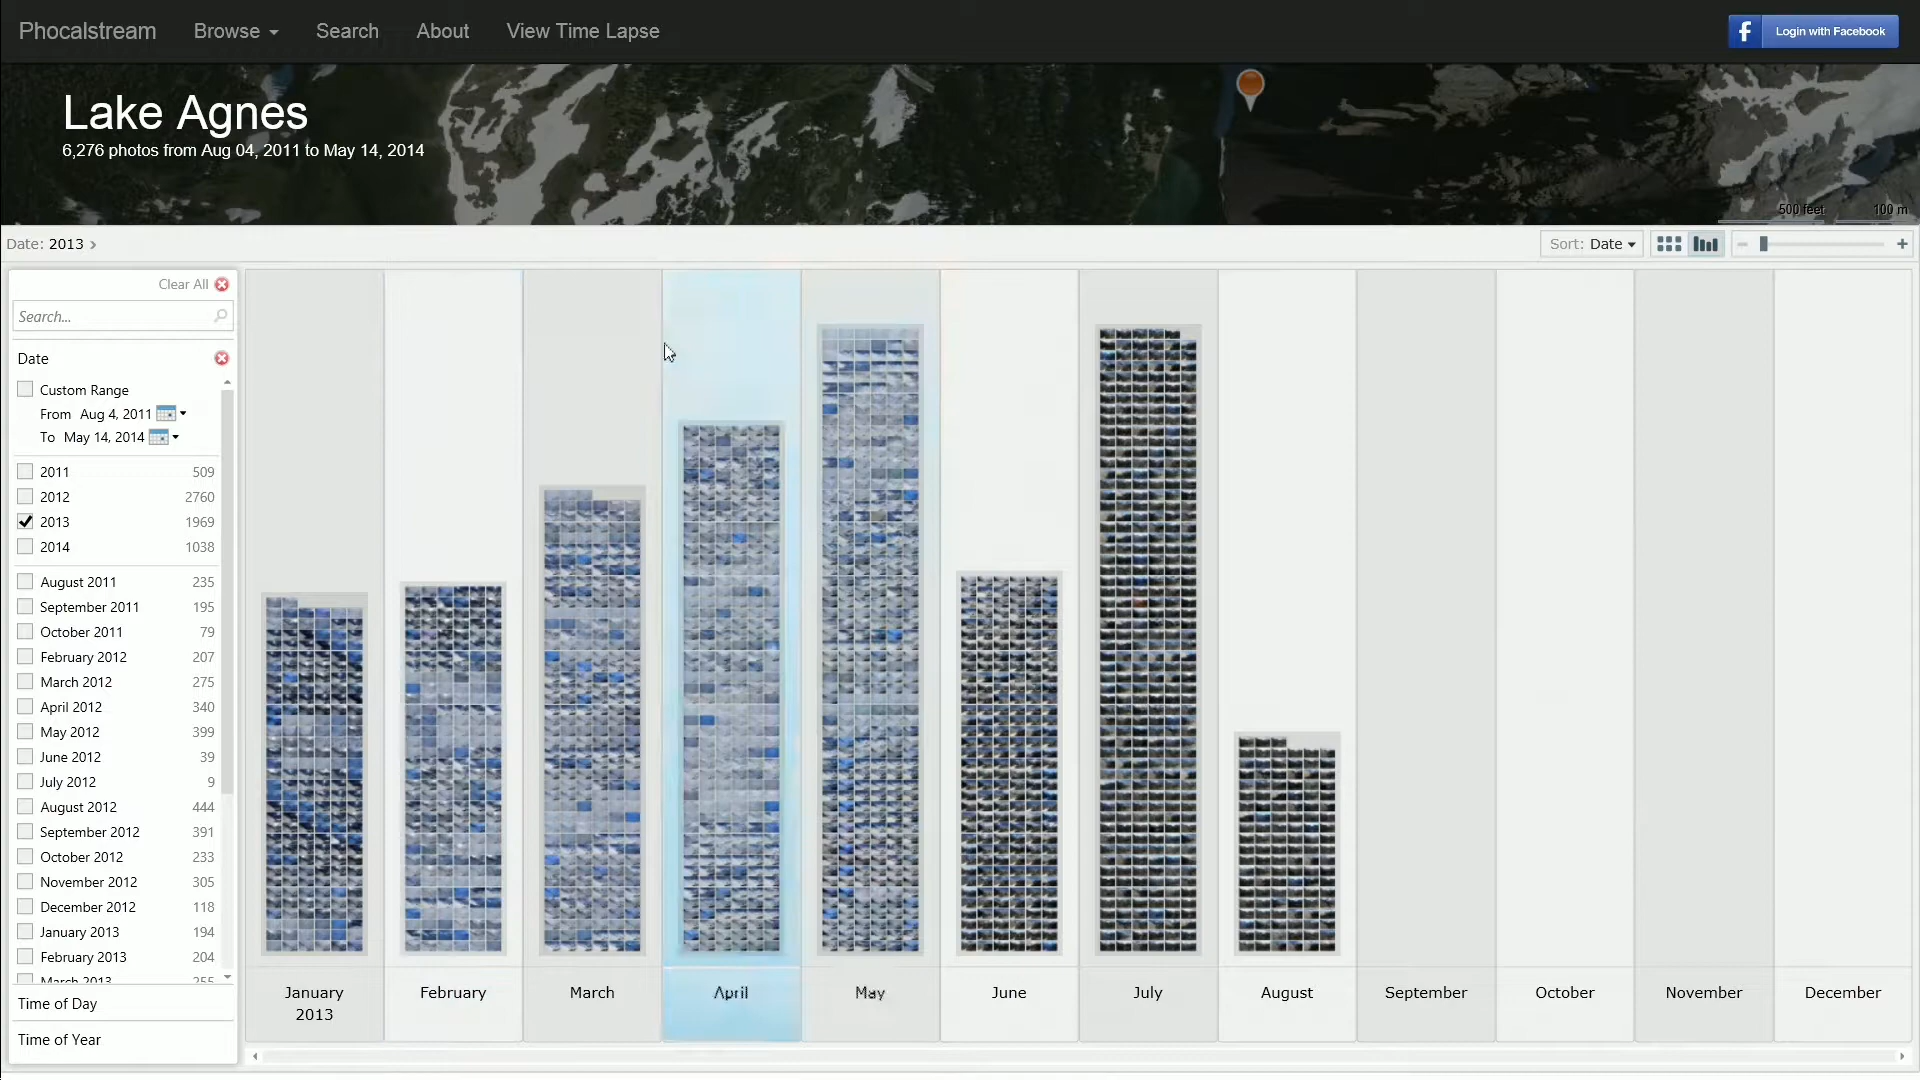 Phocalstream
Browse
Search
About
View Time Lapse
Login with Facebook
Lake Agnes
6,276 photos from Aug 04, 2011 to May 14, 2014
500 feet
100 m
Date: 2013
Sort: Date
Clear All
Search...
Date
Custom Range
From Aug 4, 2011
To May 14, 2014
2011 509
2012 2760
2013 1969
2014 1038
August 2011 235
September 2011 195
October 2011 79
February 2012 207
March 2012 275
April 2012 340
May 2012 399
June 2012 39
July 2012 9
August 2012 444
September 2012 391
October 2012 233
November 2012 305
December 2012 118
January 2013 194
February 2013 204
March 2013 255
Time of Day
Time of Year
January
2013
February
March
April
May
June
July
August
September
October
November
December